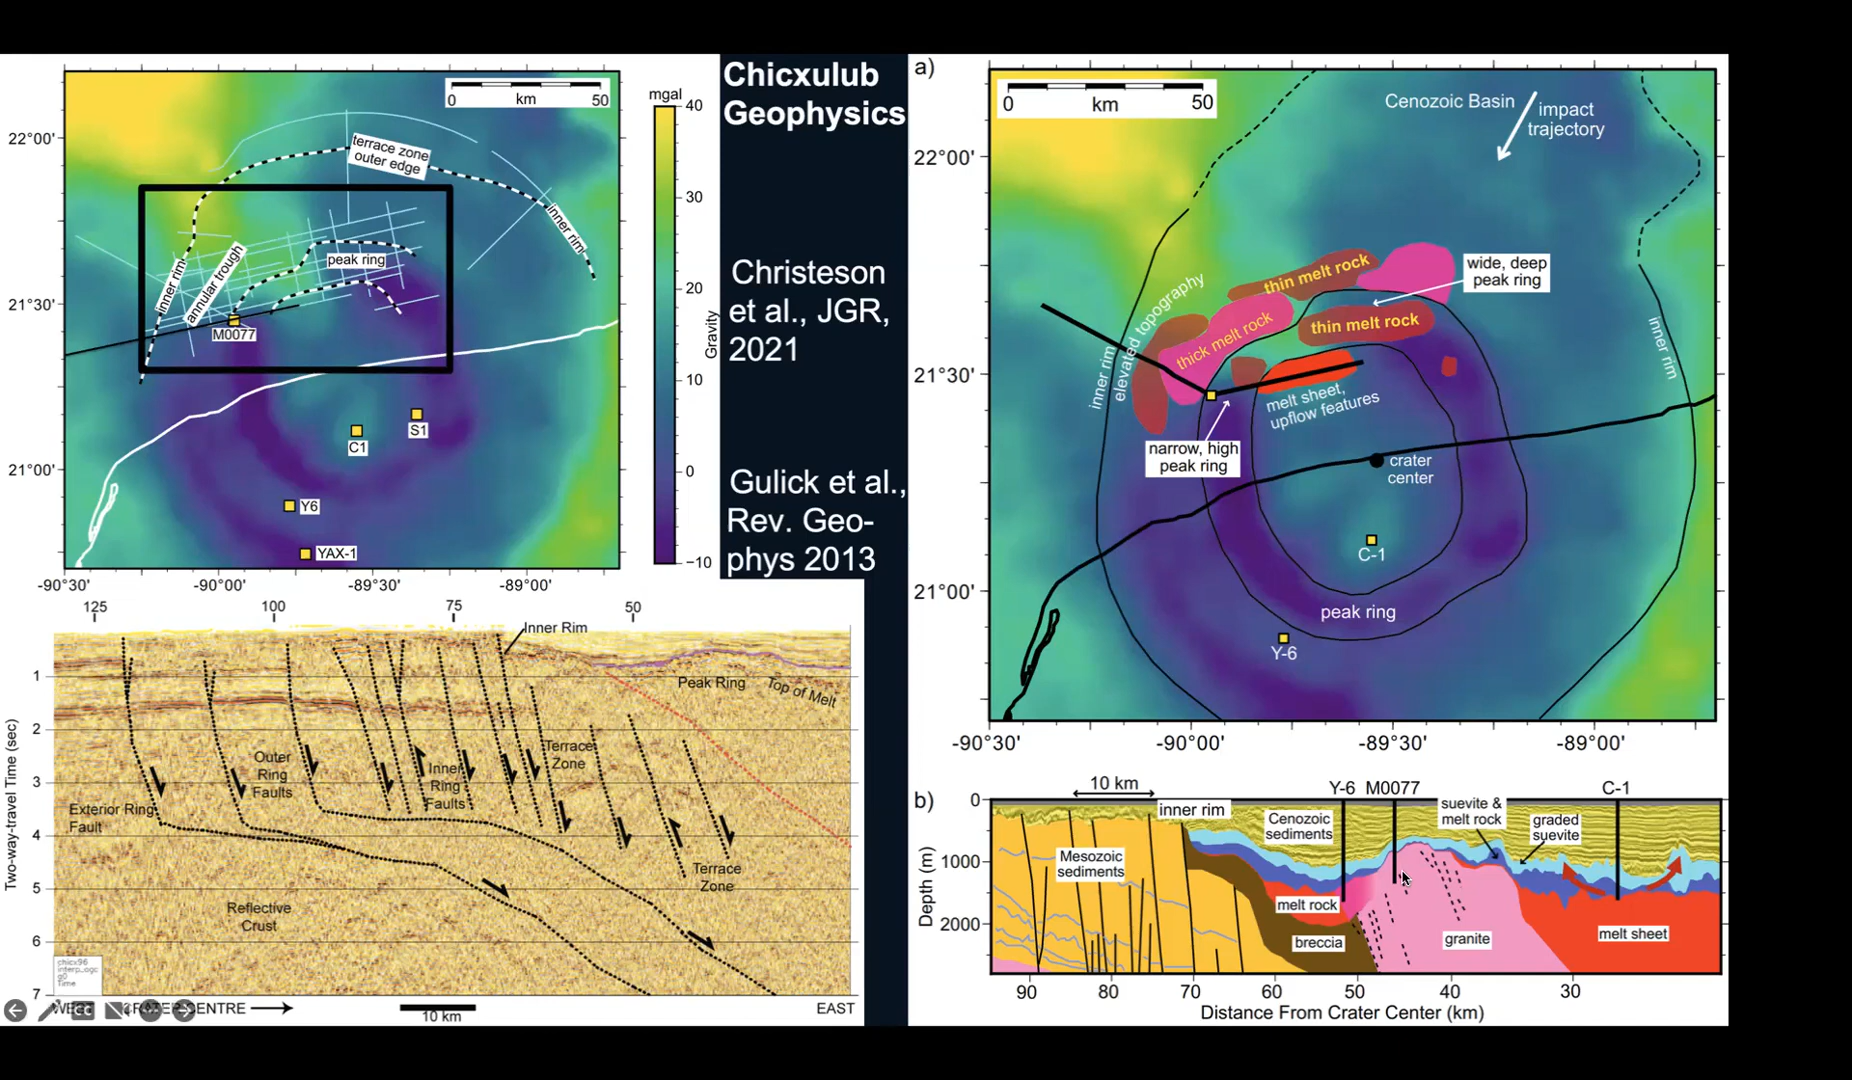 Chicxulub
Geophysics
Christeson
et al., JGR,
2021
Gulick et al.,
Rev. Geo-
phys 2013
0 km 50
mgal
40
30
20
10
0
−10
Gravity
22°00'
21°30'
21°00'
-90°30' -90°00' -89°30' -89°00'
terrace zone
outer edge
inner rim
inner rim
annular trough
peak ring
M0077
C1
S1
Y6
YAX-1
125 100 75 50
Inner Rim
Peak Ring
Top of Melt
Terrace
Zone
Outer
Ring
Faults
Inner
Ring
Faults
Exterior Ring
Fault
Terrace
Zone
Reflective
Crust
Two-way-travel Time (sec)
1
2
3
4
5
6
7
chicx96
Time
10 km
EAST
a)
0 km 50
Cenozoic Basin
impact
trajectory
22°00'
21°30'
21°00'
-90°30' -90°00' -89°30' -89°00'
thin melt rock
wide, deep
peak ring
thick melt rock
thin melt rock
inner rim
elevated topography
inner rim
melt sheet,
upflow features
narrow, high
peak ring
crater
center
C-1
peak ring
Y-6
b)
10 km
Y-6 M0077
C-1
inner rim
suevite &
melt rock
graded
suevite
Cenozoic
sediments
Mesozoic
sediments
melt rock
breccia
granite
melt sheet
Depth (m)
0
1000
2000
90 80 70 60 50 40 30
Distance From Crater Center (km)